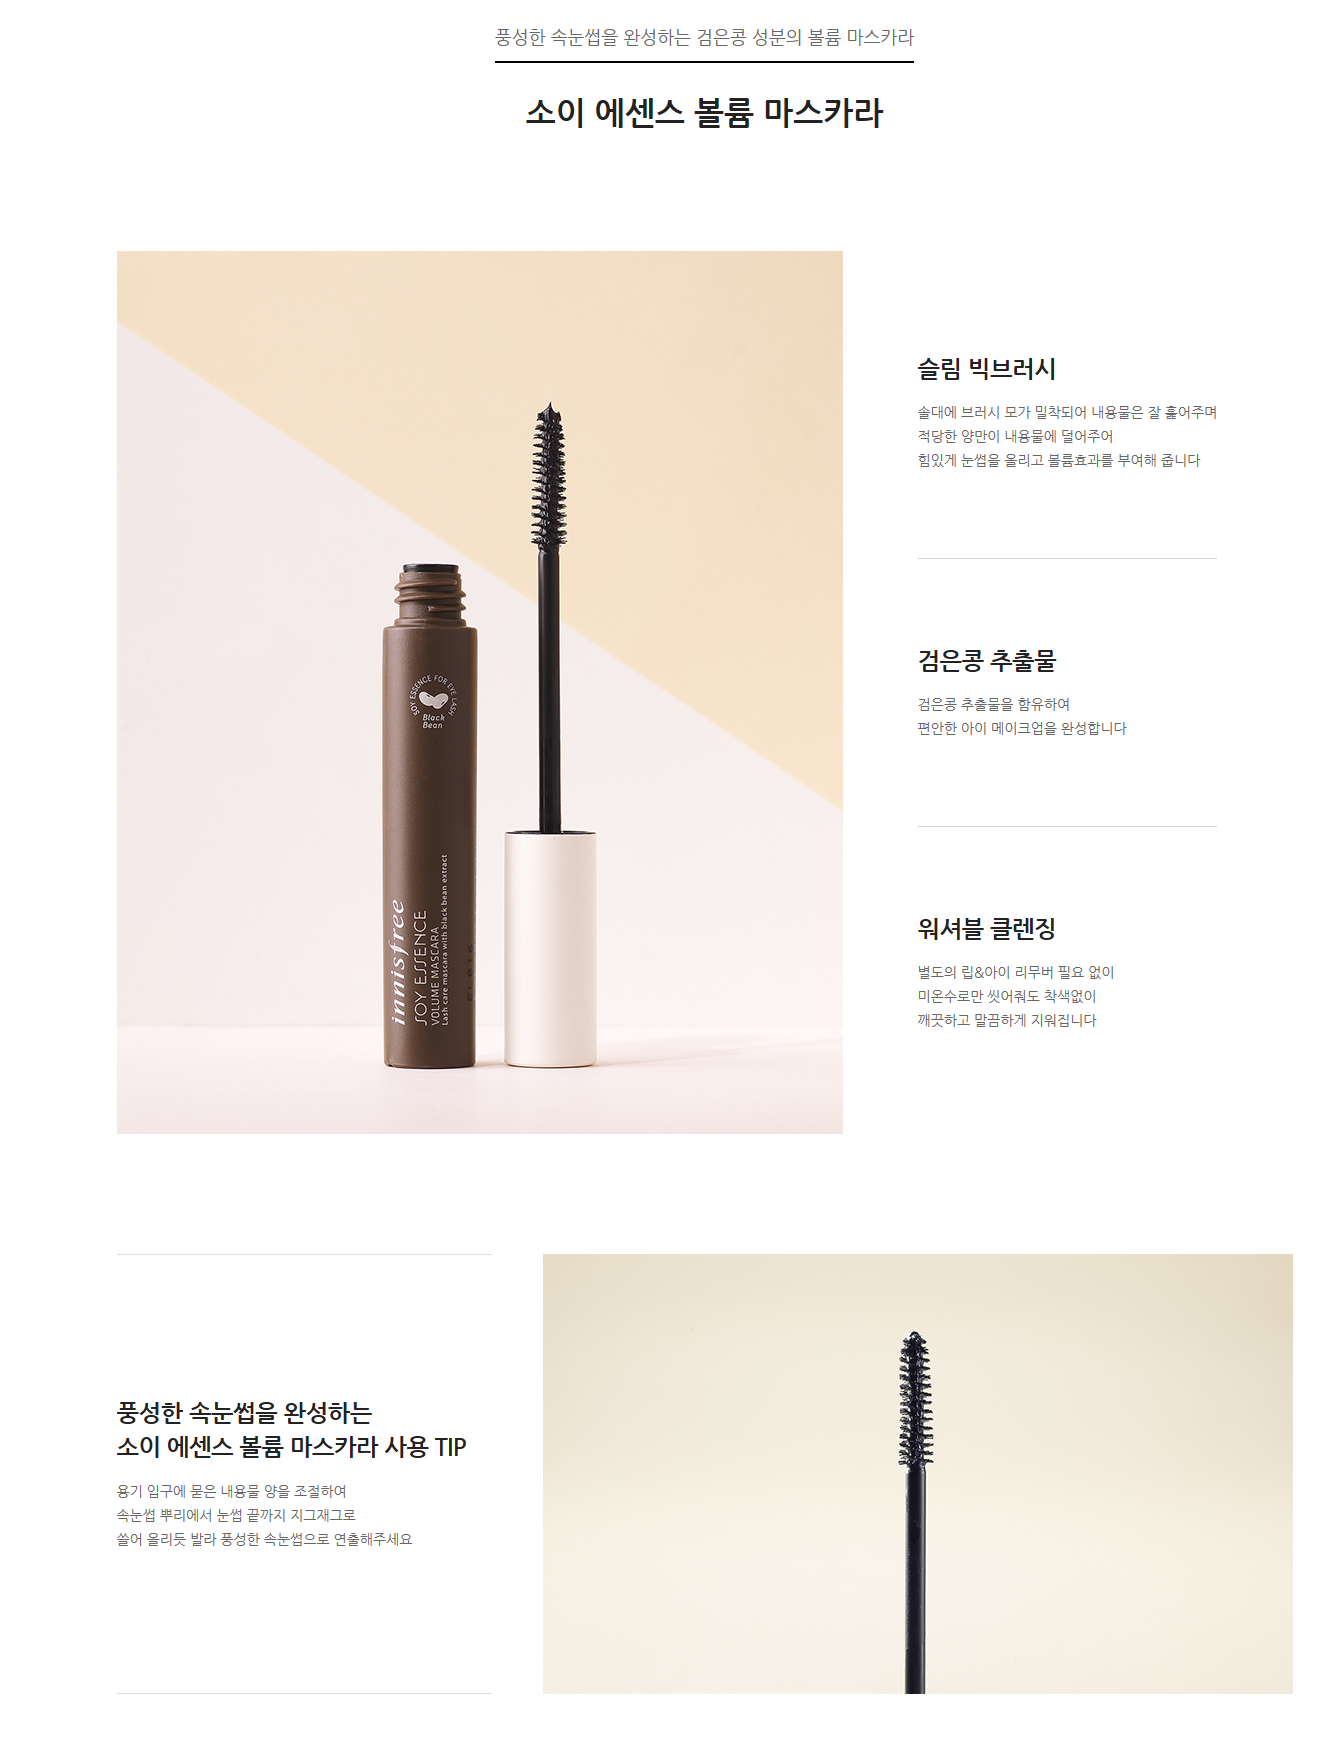 풍성한 속눈썹을 완성하는 검은콩 성분의 볼륨 마스카라
소이 에센스 볼륨 마스카라
슬림 빅브러시
솔대에 브러시 모가 밀착되어 내용물은 잘 훑어주며
적당한 양만이 내용물에 덜어주어
힘있게 눈썹을 올리고 볼륨효과를 부여해 줍니다
SOY ESSENCE FOR EYE LASH
Black
Bean
innisfree
SOY ESSENCE
VOLUME MASCARA
Lash care mascara with black bean extract
검은콩 추출물
검은콩 추출물을 함유하여
편안한 아이 메이크업을 완성합니다
워셔블 클렌징
별도의 립&아이 리무버 필요 없이
미온수로만 씻어줘도 착색없이
깨끗하고 말끔하게 지워집니다
풍성한 속눈썹을 완성하는
소이 에센스 볼륨 마스카라 사용 TIP
용기 입구에 묻은 내용물 양을 조절하여
속눈썹 뿌리에서 눈썹 끝까지 지그재그로
쓸어 올리듯 발라 풍성한 속눈썹으로 연출해주세요